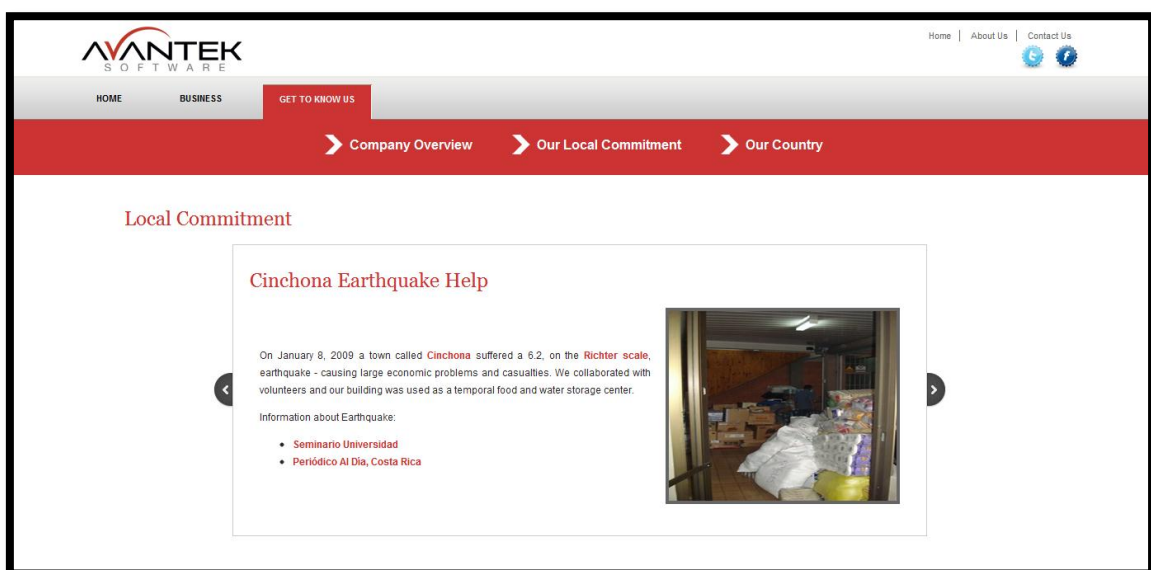 AVANTEK
SOFTWARE
Home | About Us | Contact Us
HOME BUSINESS GET TO KNOW US
Company Overview Our Local Commitment Our Country
Local Commitment
Cinchona Earthquake Help
On January 8, 2009 a town called Cinchona suffered a 6.2, on the Richter scale,
earthquake - causing large economic problems and casualties. We collaborated with
volunteers and our building was used as a temporal food and water storage center.
Information about Earthquake:
• Seminario Universidad
• Periódico Al Día, Costa Rica